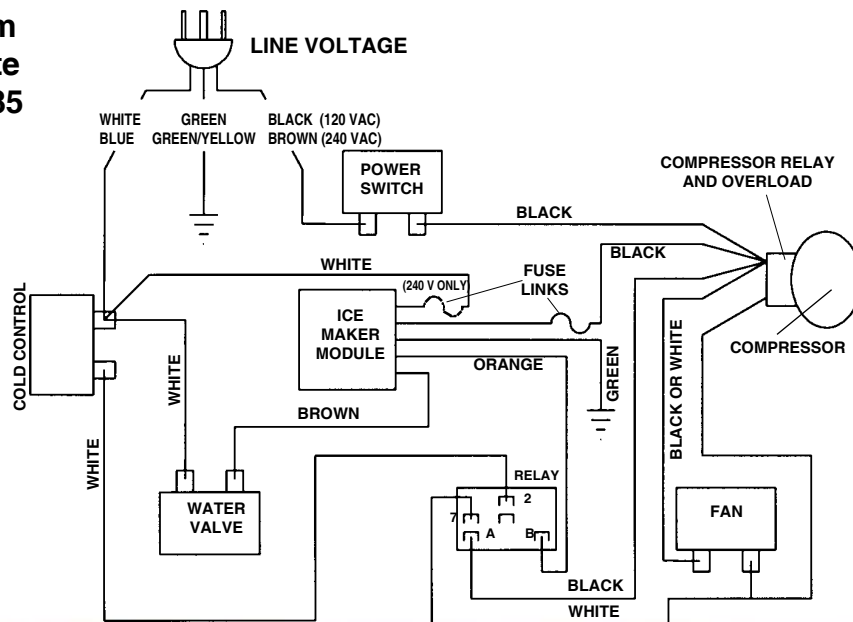 LINE VOLTAGE
WHITE
BLUE
GREEN
GREEN/YELLOW
BLACK (120 VAC)
BROWN (240 VAC)
POWER
SWITCH
COMPRESSOR RELAY
AND OVERLOAD
BLACK
BLACK
WHITE
(240 V ONLY)
FUSE
LINKS
COLD CONTROL
ICE
MAKER
MODULE
COMPRESSOR
ORANGE
GREEN
BLACK OR WHITE
WHITE
BROWN
WHITE
WATER
VALVE
RELAY
2
7
A
B
FAN
BLACK
WHITE
35